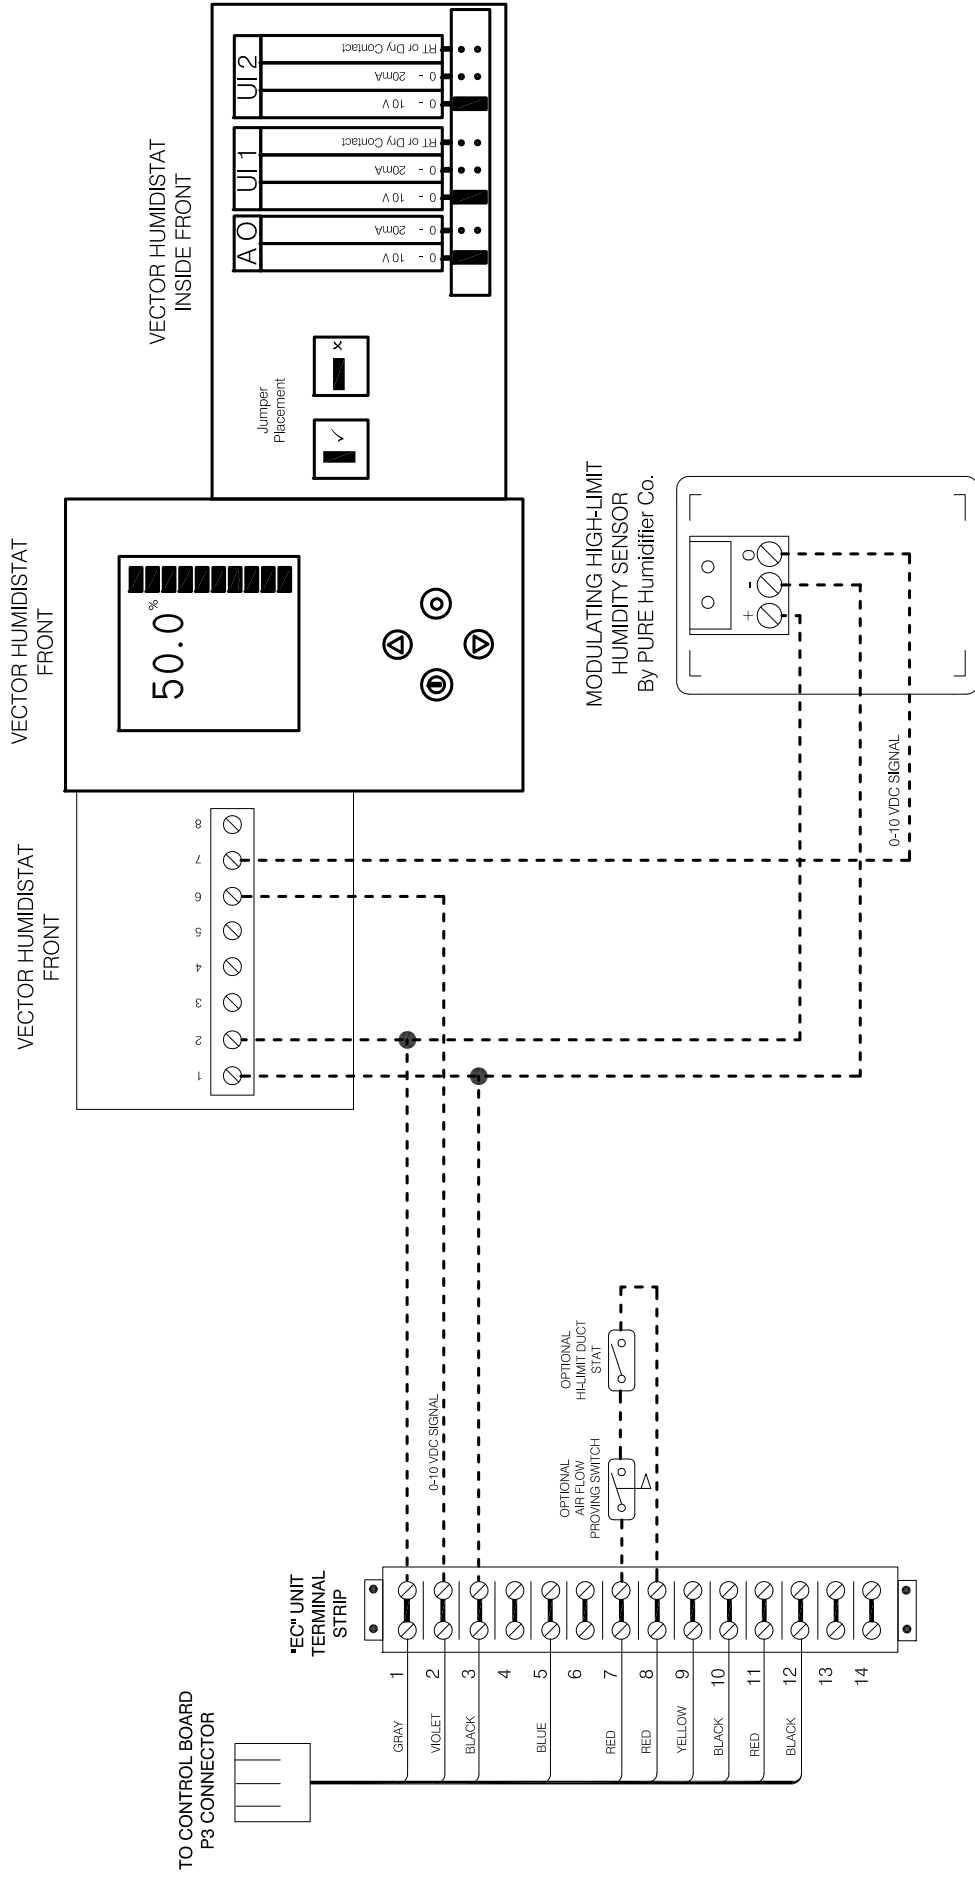 TO CONTROL BOARD
P3 CONNECTOR
"EC" UNIT
TERMINAL
STRIP
GRAY
VIOLET
BLACK
BLUE
RED
RED
YELLOW
BLACK
RED
BLACK
1
2
3
4
5
6
7
8
9
10
11
12
13
14
0-10 VDC SIGNAL
OPTIONAL
AIR FLOW
PROVING SWITCH
OPTIONAL
HI-LIMIT DUCT
STAT
VECTOR HUMIDISTAT
FRONT
1
2
3
4
5
6
7
8
VECTOR HUMIDISTAT
FRONT
50.0 %
0-10 VDC SIGNAL
MODULATING HIGH-LIMIT
HUMIDITY SENSOR
By PURE Humidifier Co.
+ - O
VECTOR HUMIDISTAT
INSIDE FRONT
Jumper
Placement
✓
x
A O
0 - 10 V
0 - 20mA
UI 1
0 - 10 V
0 - 20mA
RT or Dry Contact
UI 2
0 - 10 V
0 - 20mA
RT or Dry Contact